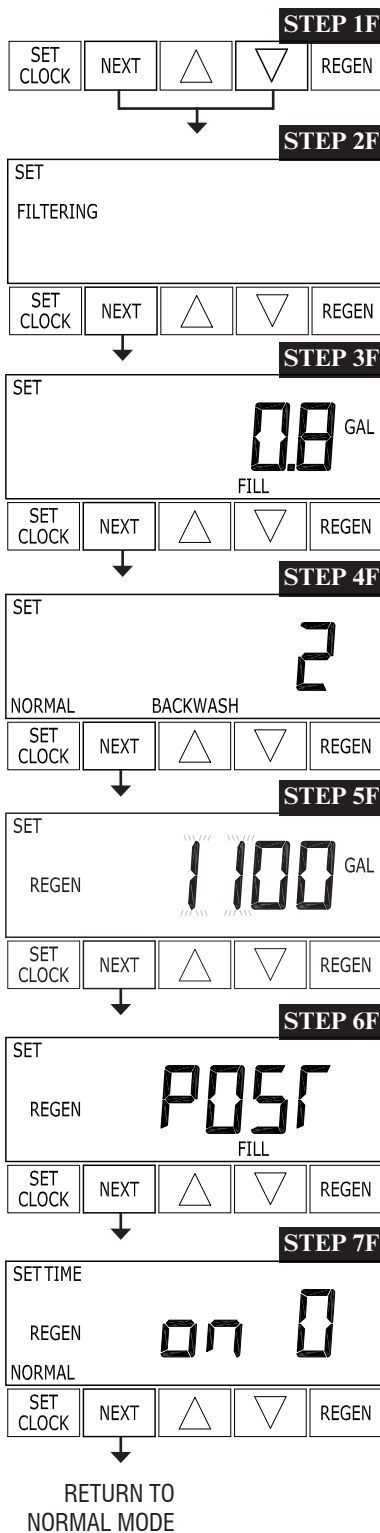 STEP 1F
SET CLOCK NEXT REGEN
STEP 2F
SET
FILTERING
SET CLOCK NEXT REGEN
STEP 3F
SET
0.8 GAL
FILL
SET CLOCK NEXT REGEN
STEP 4F
SET
2
NORMAL BACKWASH
SET CLOCK NEXT REGEN
STEP 5F
SET
REGEN 1100 GAL
SET CLOCK NEXT REGEN
STEP 6F
SET
REGEN POST
FILL
SET CLOCK NEXT REGEN
STEP 7F
SET TIME
REGEN on 0
NORMAL
SET CLOCK NEXT REGEN
RETURN TO
NORMAL MODE